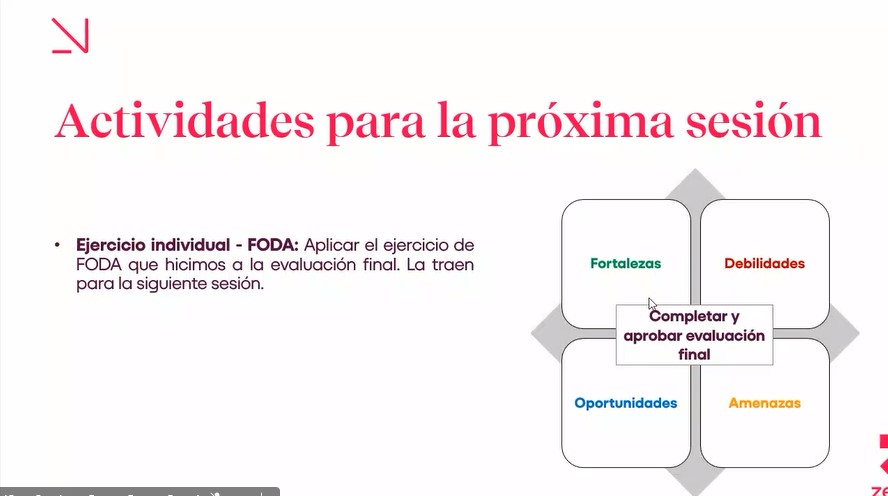 Actividades para la próxima sesión
• Ejercicio individual - FODA: Aplicar el ejercicio de
FODA que hicimos a la evaluación final. La traen
para la siguiente sesión.
Fortalezas
Debilidades
Completar y
aprobar evaluación
final
Oportunidades
Amenazas